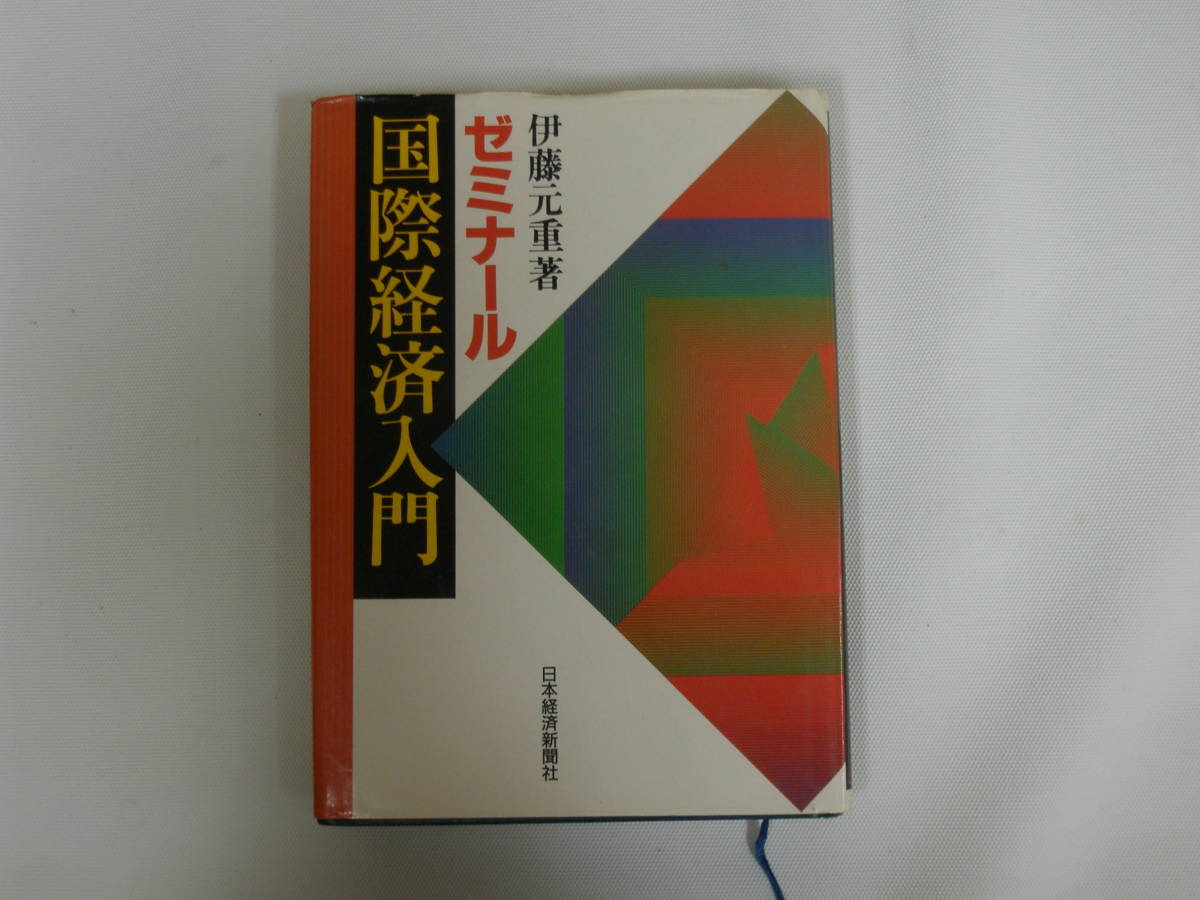 伊藤元重著
ゼミナール
国際経済入門
日本経済新聞社